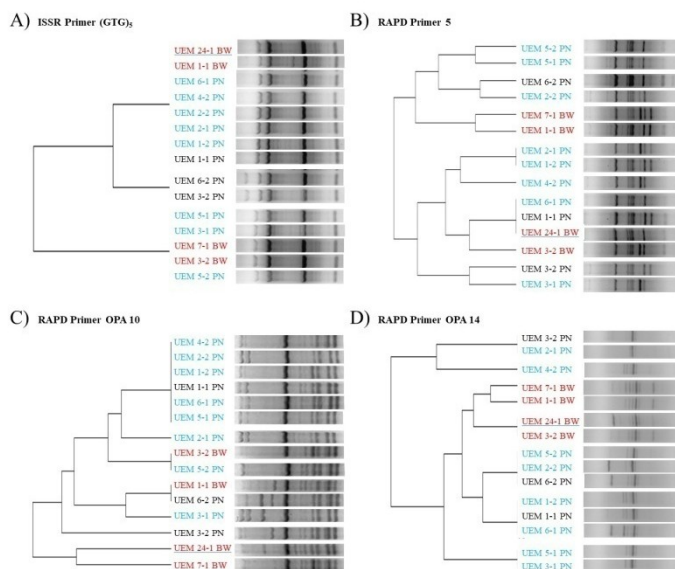 A) ISSR Primer (GTG)₅
UEM 24-1 BW
UEM 1-1 BW
UEM 6-1 PN
UEM 4-2 PN
UEM 2-2 PN
UEM 2-1 PN
UEM 1-2 PN
UEM 1-1 PN
UEM 6-2 PN
UEM 3-2 PN
UEM 5-1 PN
UEM 3-1 PN
UEM 7-1 BW
UEM 3-2 BW
UEM 5-2 PN
B) RAPD Primer 5
UEM 5-2 PN
UEM 5-1 PN
UEM 6-2 PN
UEM 2-2 PN
UEM 7-1 BW
UEM 1-1 BW
UEM 2-1 PN
UEM 1-2 PN
UEM 4-2 PN
UEM 6-1 PN
UEM 1-1 PN
UEM 24-1 BW
UEM 3-2 BW
UEM 3-2 PN
UEM 3-1 PN
C) RAPD Primer OPA 10
UEM 4-2 PN
UEM 2-2 PN
UEM 1-2 PN
UEM 1-1 PN
UEM 6-1 PN
UEM 5-1 PN
UEM 2-1 PN
UEM 3-2 BW
UEM 5-2 PN
UEM 1-1 BW
UEM 6-2 PN
UEM 3-1 PN
UEM 3-2 PN
UEM 24-1 BW
UEM 7-1 BW
D) RAPD Primer OPA 14
UEM 3-2 PN
UEM 2-1 PN
UEM 4-2 PN
UEM 7-1 BW
UEM 1-1 BW
UEM 24-1 BW
UEM 3-2 BW
UEM 5-2 PN
UEM 2-2 PN
UEM 6-2 PN
UEM 1-2 PN
UEM 1-1 PN
UEM 6-1 PN
UEM 5-1 PN
UEM 3-1 PN